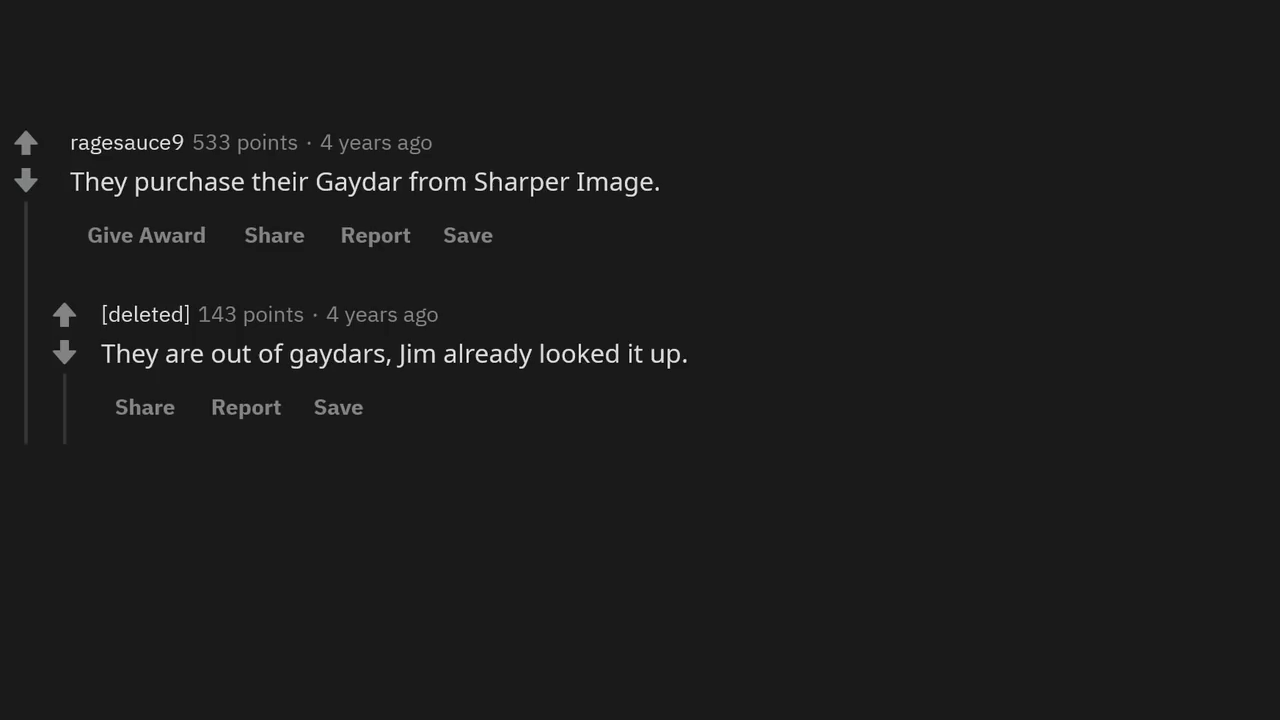 ragesauce9 533 points · 4 years ago
They purchase their Gaydar from Sharper Image.
Give Award Share Report Save
[deleted] 143 points · 4 years ago
They are out of gaydars, Jim already looked it up.
Share Report Save